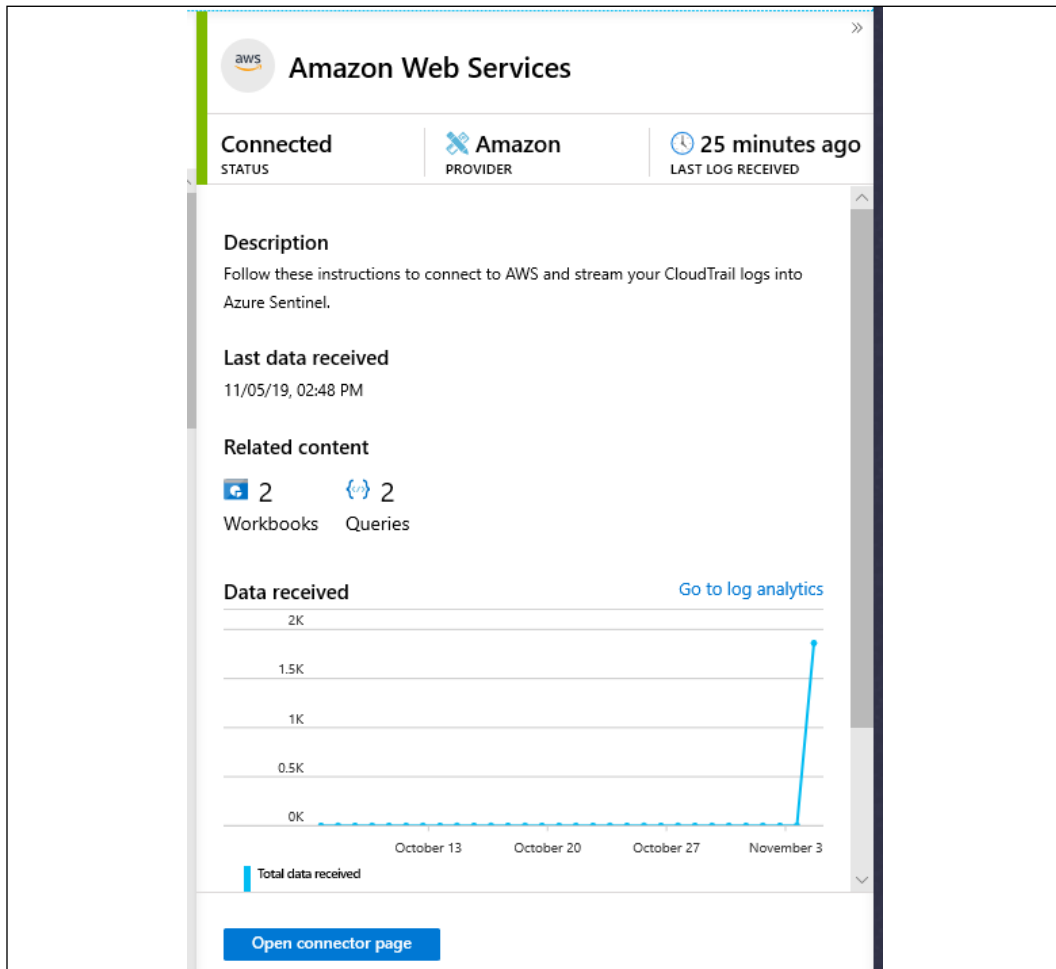 aws
Amazon Web Services
Connected
STATUS
Amazon
PROVIDER
25 minutes ago
LAST LOG RECEIVED
Description
Follow these instructions to connect to AWS and stream your CloudTrail logs into
Azure Sentinel.
Last data received
11/05/19, 02:48 PM
Related content
2
Workbooks
2
Queries
Data received
Go to log analytics
2K
1.5K
1K
0.5K
0K
October 13 October 20 October 27 November 3
Total data received
Open connector page